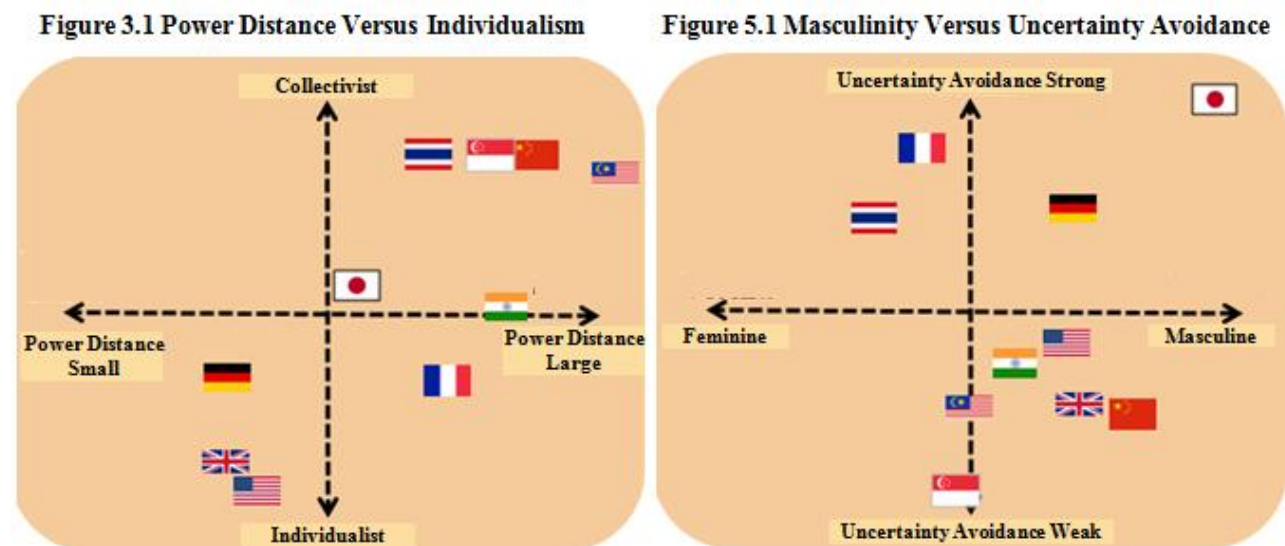 Figure 3.1 Power Distance Versus Individualism
Collectivist
Power Distance
Small
Power Distance
Large
Individualist
Figure 5.1 Masculinity Versus Uncertainty Avoidance
Uncertainty Avoidance Strong
Feminine
Masculine
Uncertainty Avoidance Weak